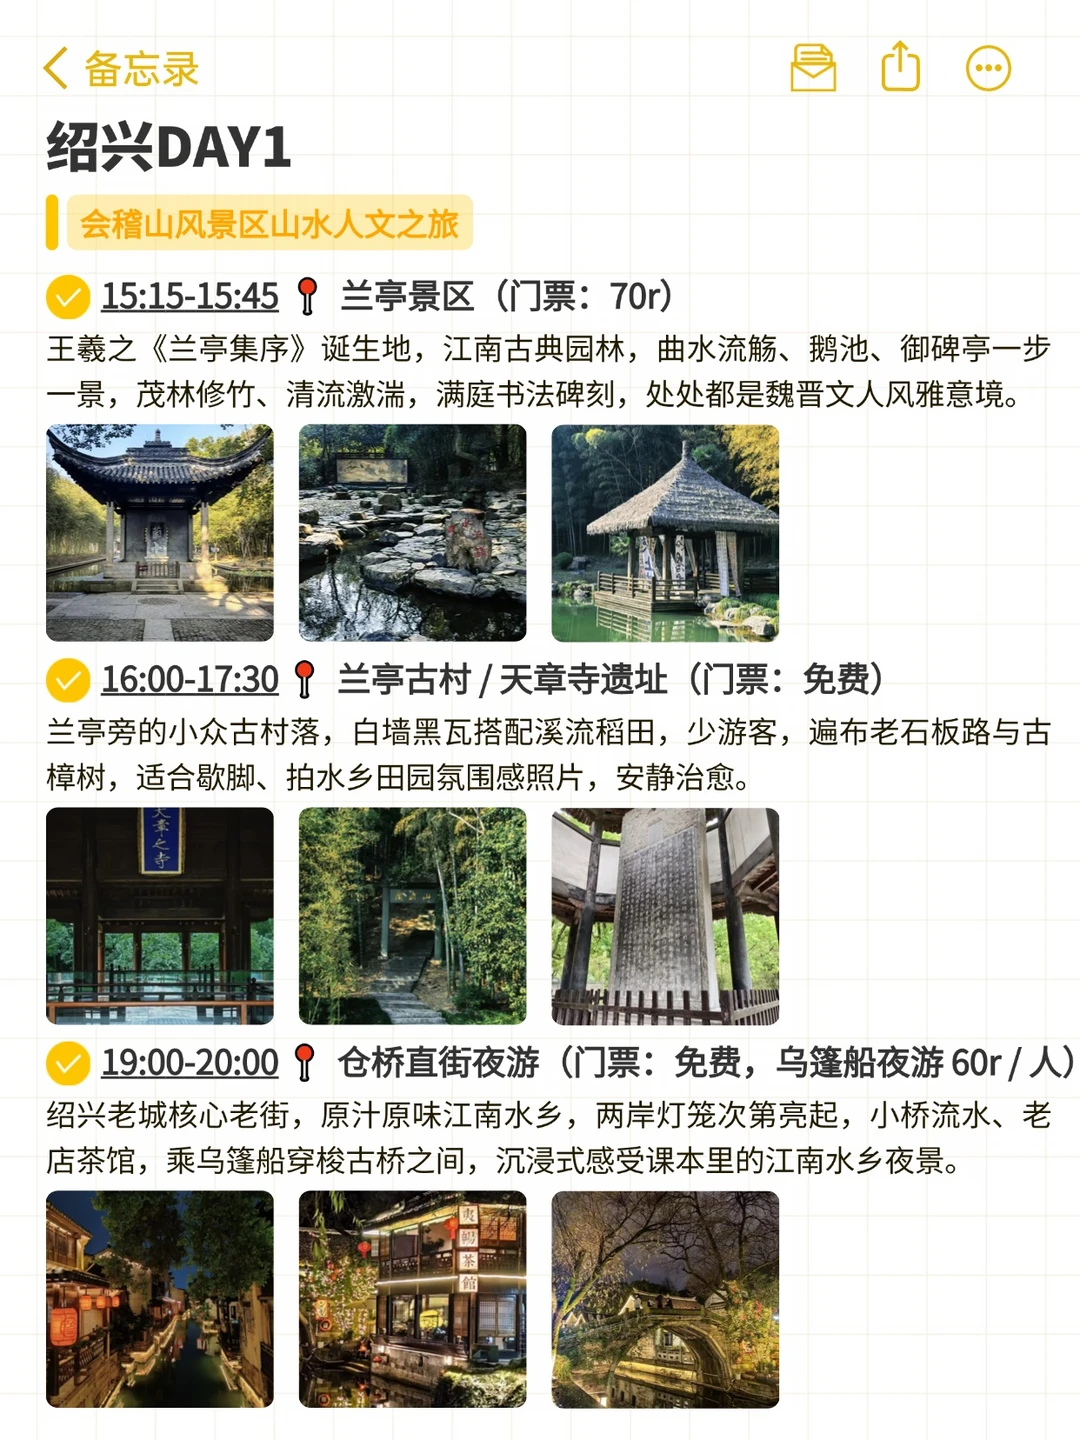 备忘录
绍兴DAY1
会稽山风景区山水人文之旅
15:15-15:45 兰亭景区（门票：70r）
王羲之《兰亭集序》诞生地，江南古典园林，曲水流觞、鹅池、御碑亭一步
一景，茂林修竹、清流激湍，满庭书法碑刻，处处都是魏晋文人风雅意境。
16:00-17:30 兰亭古村 / 天章寺遗址（门票：免费）
兰亭旁的小众古村落，白墙黑瓦搭配溪流稻田，少游客，遍布老石板路与古
樟树，适合歇脚、拍水乡田园氛围感照片，安静治愈。
天章之寺
19:00-20:00 仓桥直街夜游（门票：免费，乌篷船夜游 60r / 人）
绍兴老城核心老街，原汁原味江南水乡，两岸灯笼次第亮起，小桥流水、老
店茶馆，乘乌篷船穿梭古桥之间，沉浸式感受课本里的江南水乡夜景。
茶館